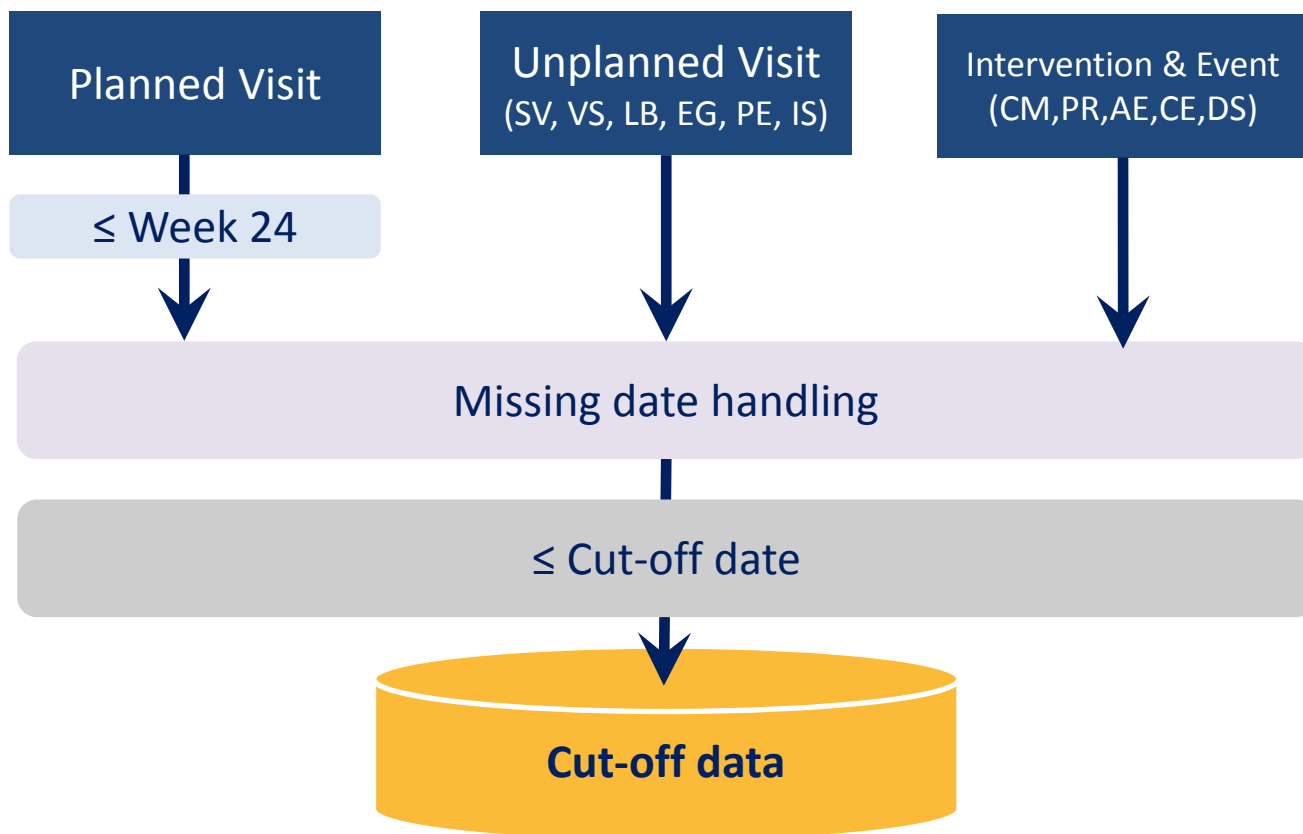 Planned Visit
Unplanned Visit
(SV, VS, LB, EG, PE, IS)
Intervention & Event
(CM,PR,AE,CE,DS)
≤ Week 24
Missing date handling
≤ Cut-off date
Cut-off data